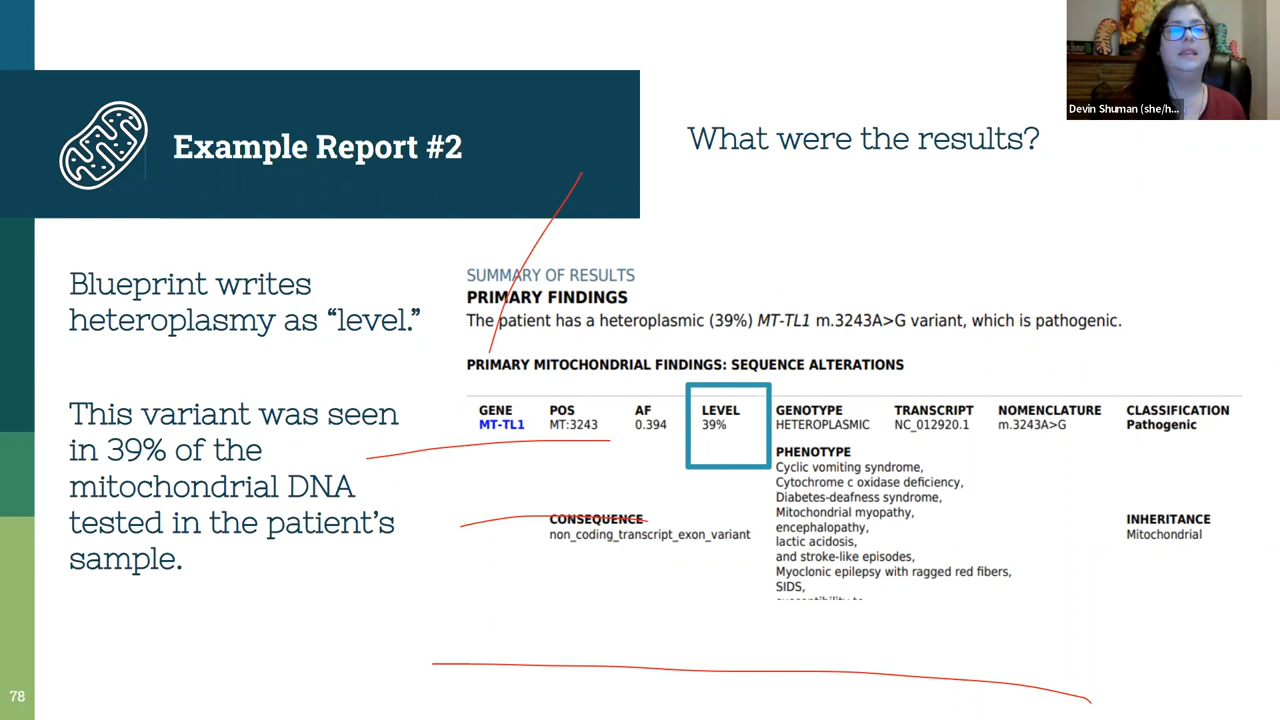 Devin Shuman (she/h...
Example Report #2
What were the results?
Blueprint writes
heteroplasmy as “level.”
This variant was seen
in 39% of the
mitochondrial DNA
tested in the patient’s
sample.
SUMMARY OF RESULTS
PRIMARY FINDINGS
The patient has a heteroplasmic (39%) MT-TL1 m.3243A>G variant, which is pathogenic.
PRIMARY MITOCHONDRIAL FINDINGS: SEQUENCE ALTERATIONS
GENE POS AF LEVEL GENOTYPE TRANSCRIPT NOMENCLATURE CLASSIFICATION
MT-TL1 MT:3243 0.394 39% HETEROPLASMIC NC_012920.1 m.3243A>G Pathogenic
PHENOTYPE
Cyclic vomiting syndrome,
Cytochrome c oxidase deficiency,
Diabetes-deafness syndrome,
Mitochondrial myopathy,
encephalopathy,
lactic acidosis,
and stroke-like episodes,
Myoclonic epilepsy with ragged red fibers,
SIDS,
CONSEQUENCE
non_coding_transcript_exon_variant
INHERITANCE
Mitochondrial
78